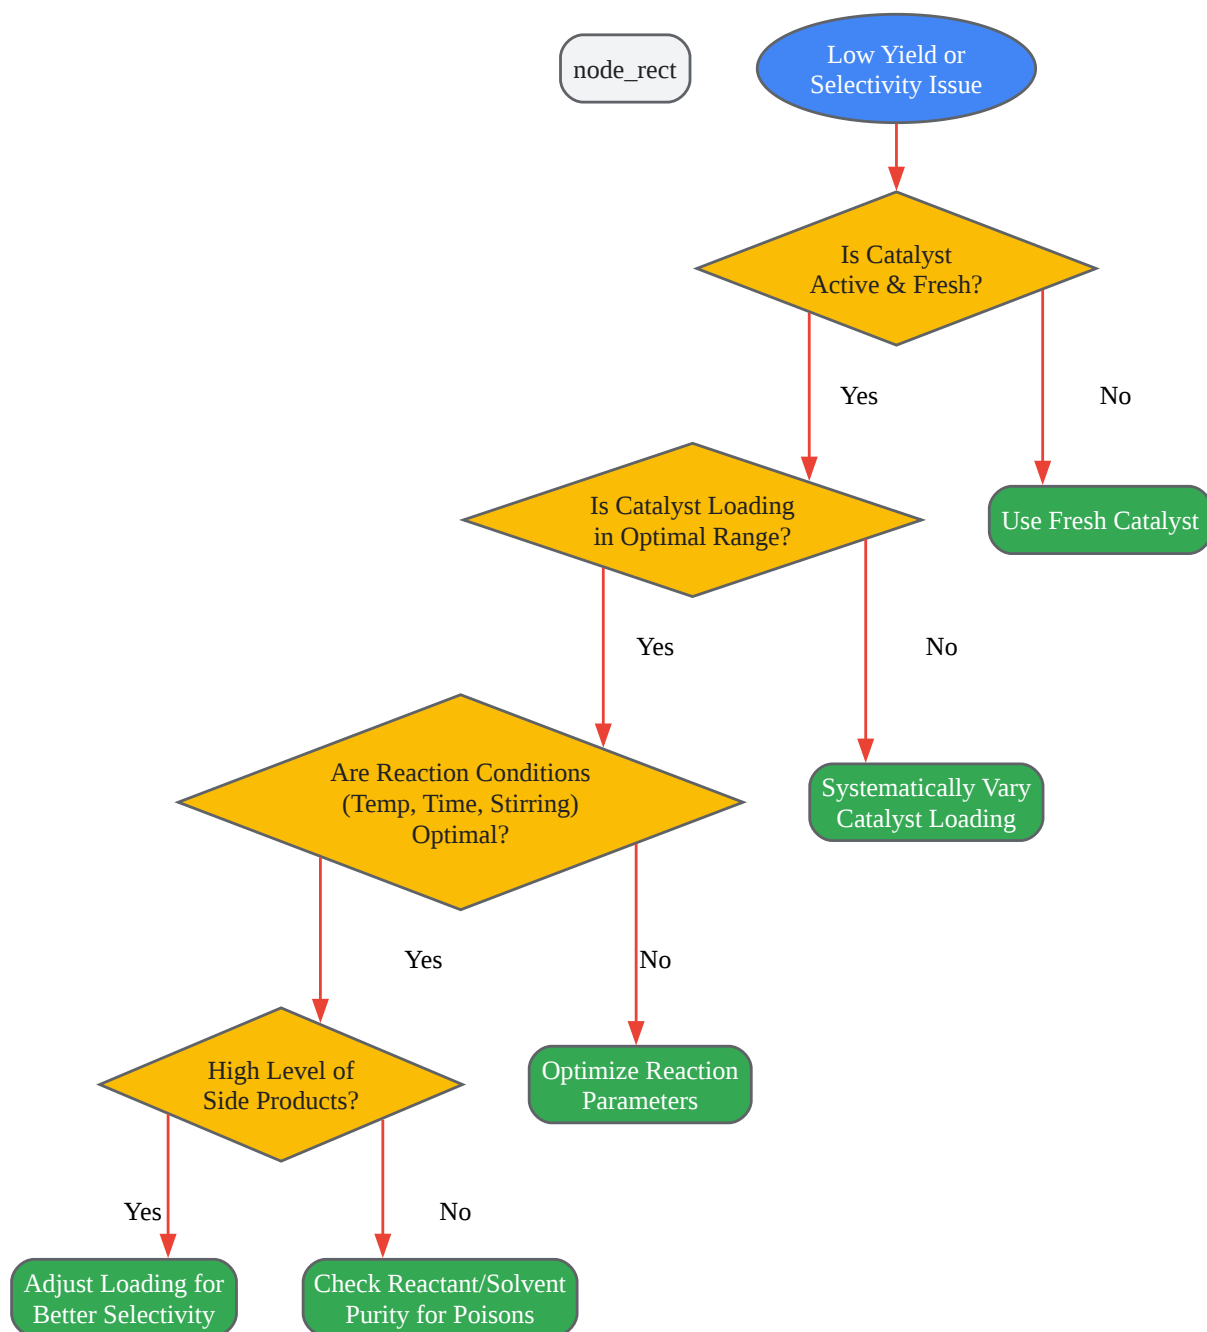 node_rect
Low Yield or
Selectivity Issue
Is Catalyst
Active & Fresh?
Yes
No
Is Catalyst Loading
in Optimal Range?
Use Fresh Catalyst
Yes
No
Are Reaction Conditions
(Temp, Time, Stirring)
Optimal?
Systematically Vary
Catalyst Loading
Yes
No
High Level of
Side Products?
Optimize Reaction
Parameters
Yes
No
Adjust Loading for
Better Selectivity
Check Reactant/Solvent
Purity for Poisons